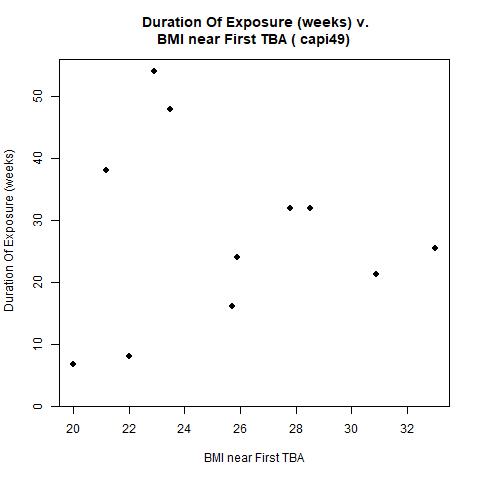 Duration Of Exposure (weeks) v.
BMI near First TBA ( capi49)
Duration Of Exposure (weeks)
50
40
30
20
10
0
20 22 24 26 28 30 32
BMI near First TBA